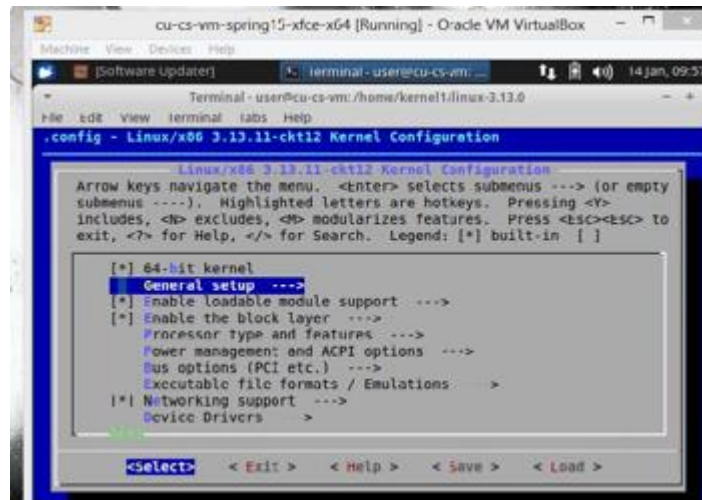 cu-cs-vm-spring15-xfce-x64 [Running] - Oracle VM VirtualBox
Machine View Devices Help
[Software Updater] Terminal - user@cu-cs-vm: ... 14 Jan, 09:57
Terminal - user@cu-cs-vm: /home/kernel1/linux-3.13.0
File Edit View Terminal Tabs Help
.config - Linux/x86 3.13.11-ckt12 Kernel Configuration
Linux/x86 3.13.11-ckt12 Kernel Configuration
Arrow keys navigate the menu. <Enter> selects submenus ---> (or empty
submenus ----). Highlighted letters are hotkeys. Pressing <Y>
includes, <N> excludes, <M> modularizes features. Press <Esc><Esc> to
exit, <?> for Help, </> for Search. Legend: [*] built-in [ ]
[*] 64-bit kernel
General setup --->
[*] Enable loadable module support --->
[*] Enable the block layer --->
Processor type and features --->
Power management and ACPI options --->
Bus options (PCI etc.) --->
Executable file formats / Emulations >
[*] Networking support --->
Device Drivers >
<Select> < Exit > < Help > < Save > < Load >